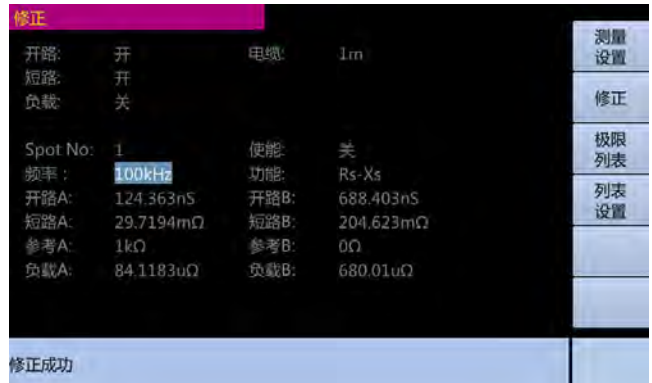 修正
开路: 开 电缆: 1m
短路: 开
负载: 关
Spot No: 1 使能: 关
频率: 100kHz 功能: Rs-Xs
开路A: 124.363nS 开路B: 688.403nS
短路A: 29.7194mΩ 短路B: 204.623mΩ
参考A: 1kΩ 参考B: 0Ω
负载A: 84.1183uΩ 负载B: 680.01uΩ
测量
设置
修正
极限
列表
列表
设置
修正成功